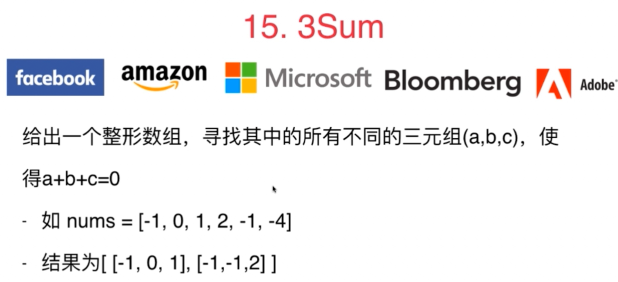 15. 3Sum
facebook amazon Microsoft Bloomberg Adobe
给出一个整形数组，寻找其中的所有不同的三元组(a,b,c)，使
得a+b+c=0
- 如 nums = [-1, 0, 1, 2, -1, -4]
- 结果为[ [-1, 0, 1], [-1,-1,2] ]